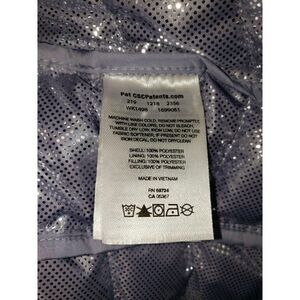 Pat CSCPatents.com
219 1218 2356
WK1498 1699061
MACHINE WASH COLD, REMOVE PROMPTLY
WITH LIKE COLORS, DO NOT BLEACH,
TUMBLE DRY LOW, IRON LOW, DO NOT
USE FABRIC SOFTENER, IF PRESENT DO NOT
IRON DECAL, DO NOT DRYCLEAN
SHELL: 100% POLYESTER
LINING: 100% POLYESTER
FILLING: 100% POLYESTER
EXCLUSIVE OF TRIMMING
MADE IN VIETNAM
RN 69724
CA 05367